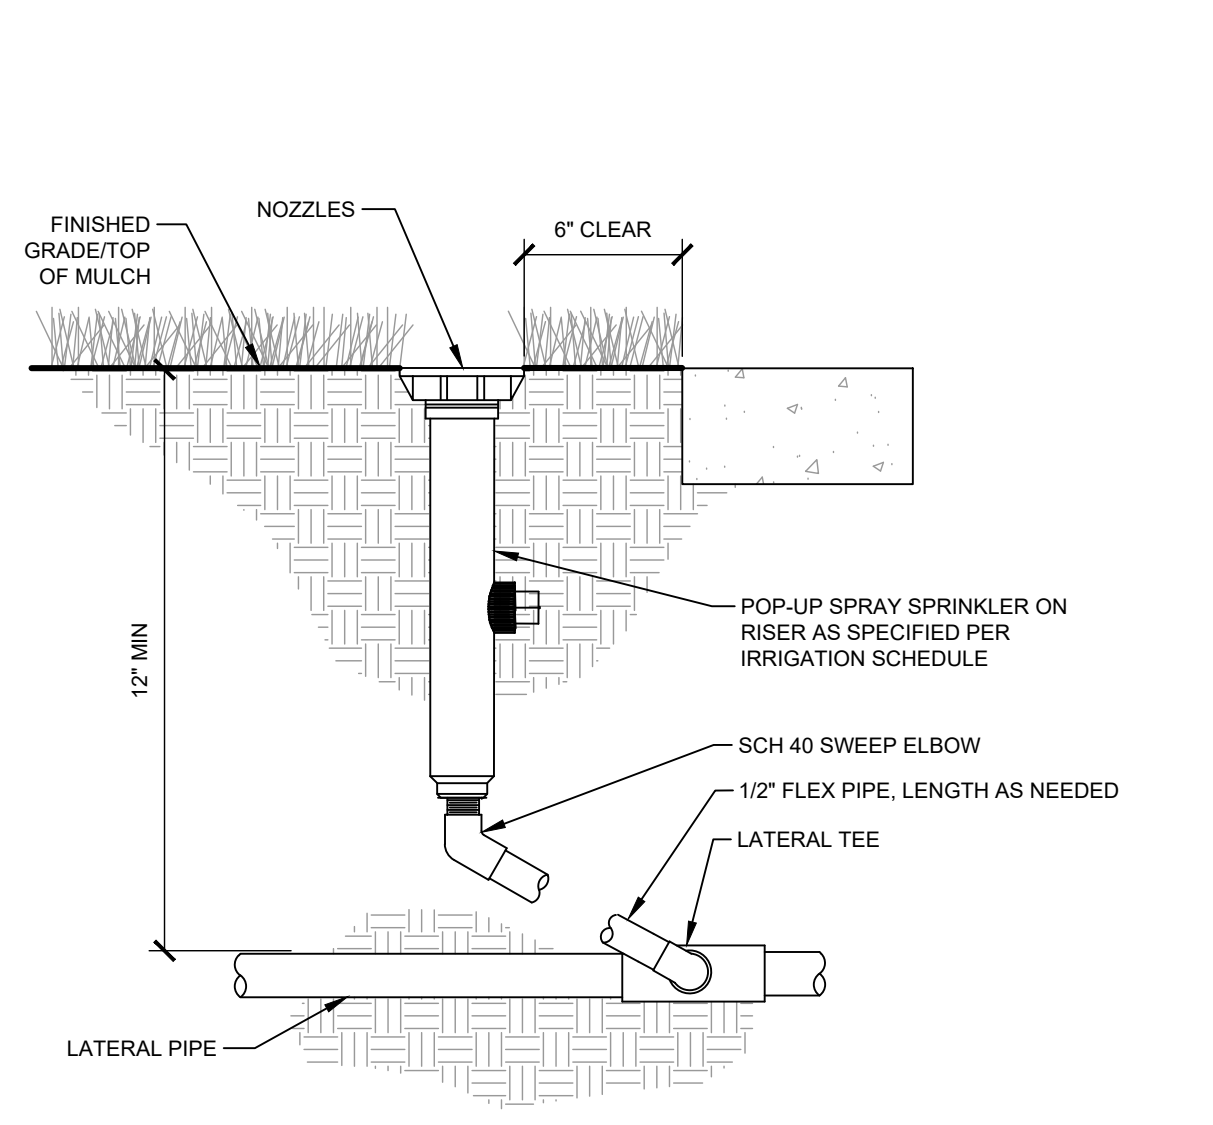 NOZZLES
FINISHED
GRADE/TOP
OF MULCH
6" CLEAR
12" MIN
POP-UP SPRAY SPRINKLER ON
RISER AS SPECIFIED PER
IRRIGATION SCHEDULE
SCH 40 SWEEP ELBOW
1/2" FLEX PIPE, LENGTH AS NEEDED
LATERAL TEE
LATERAL PIPE